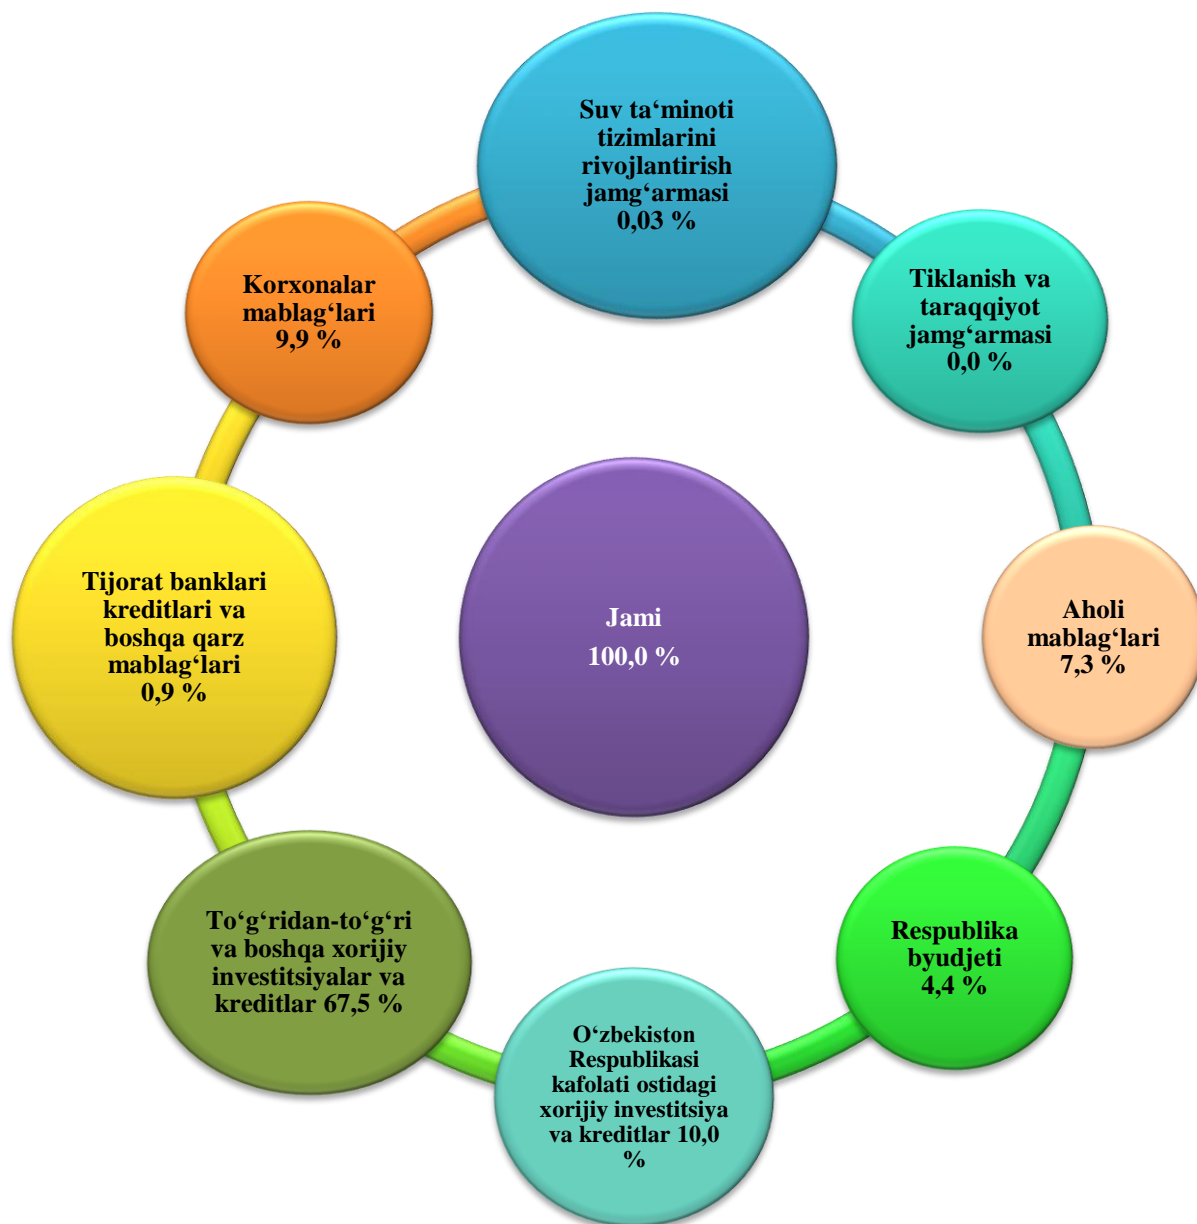 Suv ta‘minoti
tizimlarini
rivojlantirish
jamg‘armasi
0,03 %
Tiklanish va
taraqqiyot
jamg‘armasi
0,0 %
Aholi
mablag‘lari
7,3 %
Respublika
byudjeti
4,4 %
O‘zbekiston
Respublikasi
kafolati ostidagi
xorijiy investitsiya
va kreditlar 10,0
%
To‘g‘ridan-to‘g‘ri
va boshqa xorijiy
investitsiyalar va
kreditlar 67,5 %
Tijorat banklari
kreditlari va
boshqa qarz
mablag‘lari
0,9 %
Korxonalar
mablag‘lari
9,9 %
Jami
100,0 %